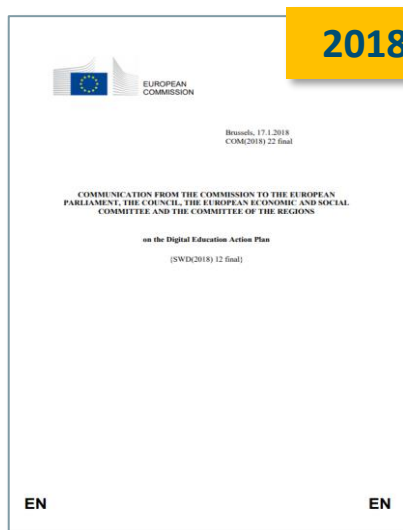 2018
EUROPEAN
COMMISSION
Brussels, 17.1.2018
COM(2018) 22 final
COMMUNICATION FROM THE COMMISSION TO THE EUROPEAN
PARLIAMENT, THE COUNCIL, THE EUROPEAN ECONOMIC AND SOCIAL
COMMITTEE AND THE COMMITTEE OF THE REGIONS
on the Digital Education Action Plan
{SWD(2018) 12 final}
EN
EN